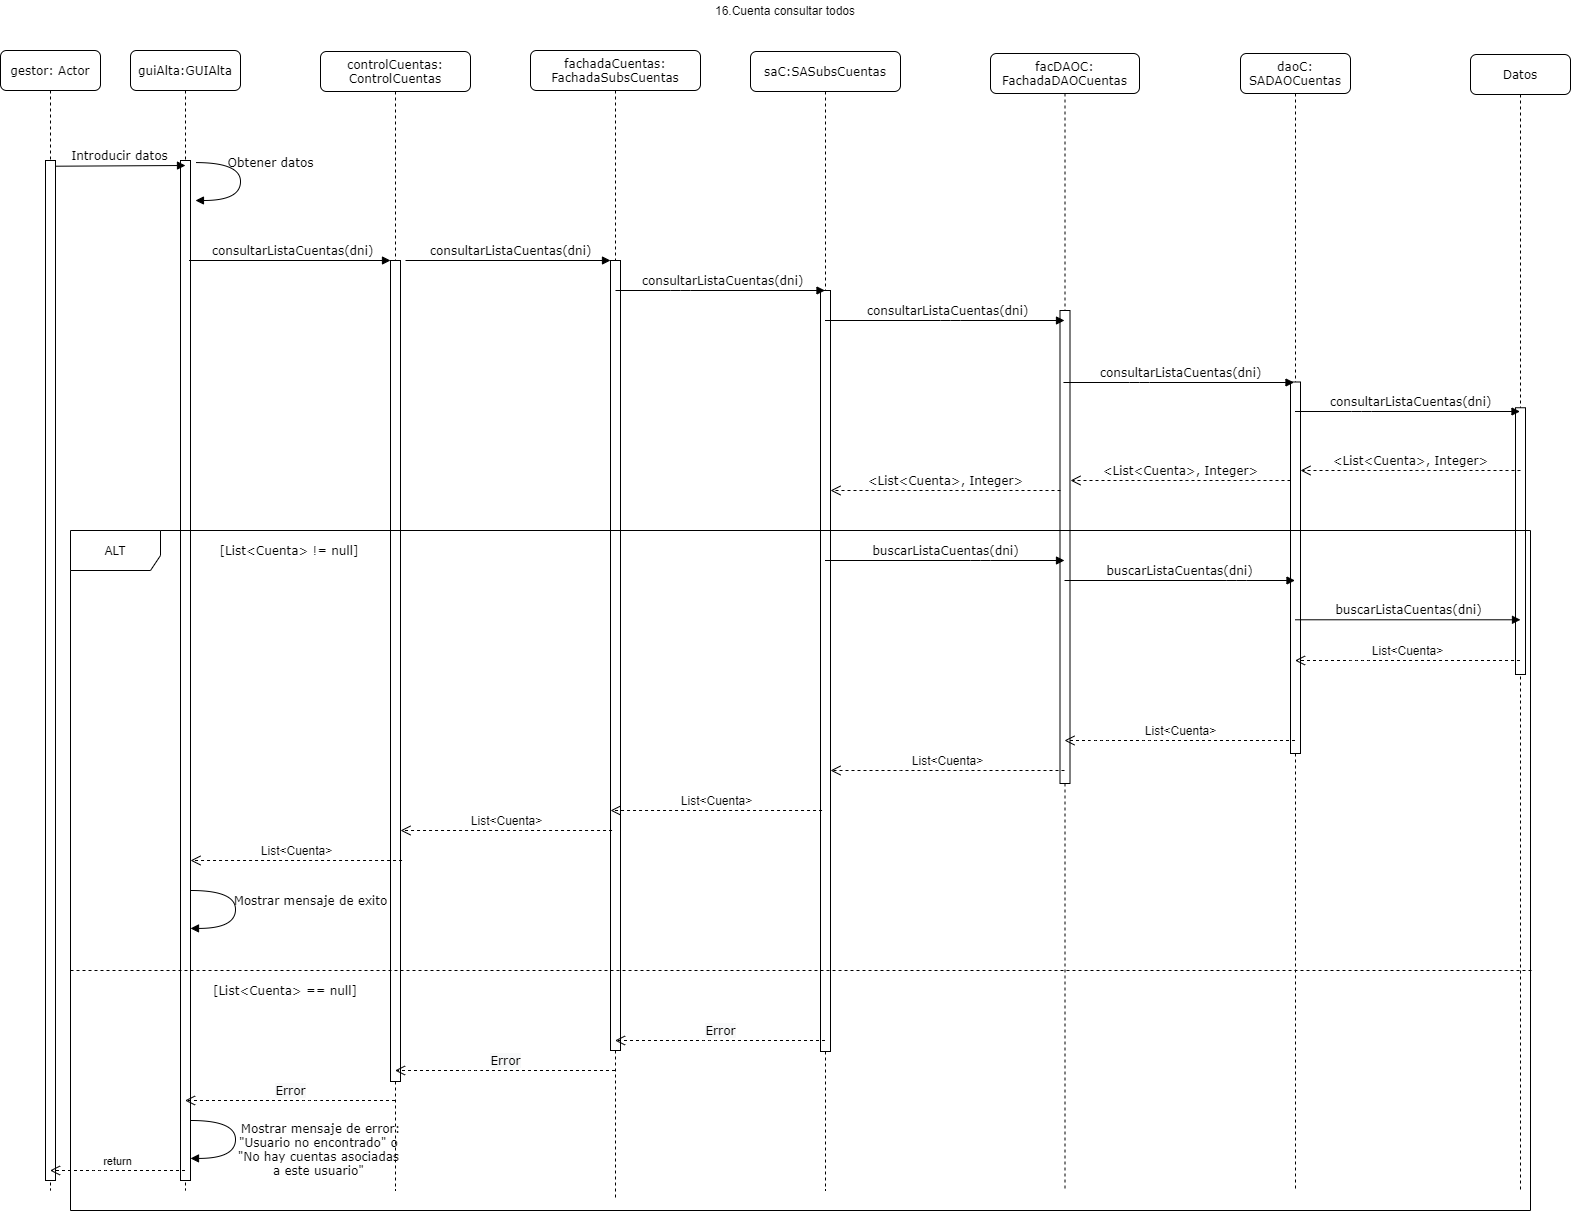 16.Cuenta consultar todos
gestor: Actor
guiAlta:GUIAlta
controlCuentas:
ControlCuentas
fachadaCuentas:
FachadaSubsCuentas
saC:SASubsCuentas
facDAOC:
FachadaDAOCuentas
daoC:
SADAOCuentas
Datos
Introducir datos
Obtener datos
consultarListaCuentas(dni)
consultarListaCuentas(dni)
consultarListaCuentas(dni)
consultarListaCuentas(dni)
consultarListaCuentas(dni)
consultarListaCuentas(dni)
<List<Cuenta>, Integer>
<List<Cuenta>, Integer>
<List<Cuenta>, Integer>
ALT
[List<Cuenta> != null]
buscarListaCuentas(dni)
buscarListaCuentas(dni)
buscarListaCuentas(dni)
List<Cuenta>
List<Cuenta>
List<Cuenta>
List<Cuenta>
List<Cuenta>
List<Cuenta>
Mostrar mensaje de exito
[List<Cuenta> == null]
Error
Error
Error
Mostrar mensaje de error:
"Usuario no encontrado" o
"No hay cuentas asociadas
a este usuario"
return